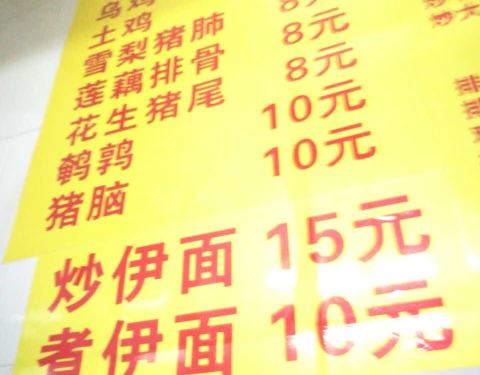 乌鸡
土鸡
雪梨猪肺 8元
莲藕排骨 8元
花生猪尾 8元
鹌鹑 10元
猪脑 10元
炒伊面 15元
煮伊面 10元